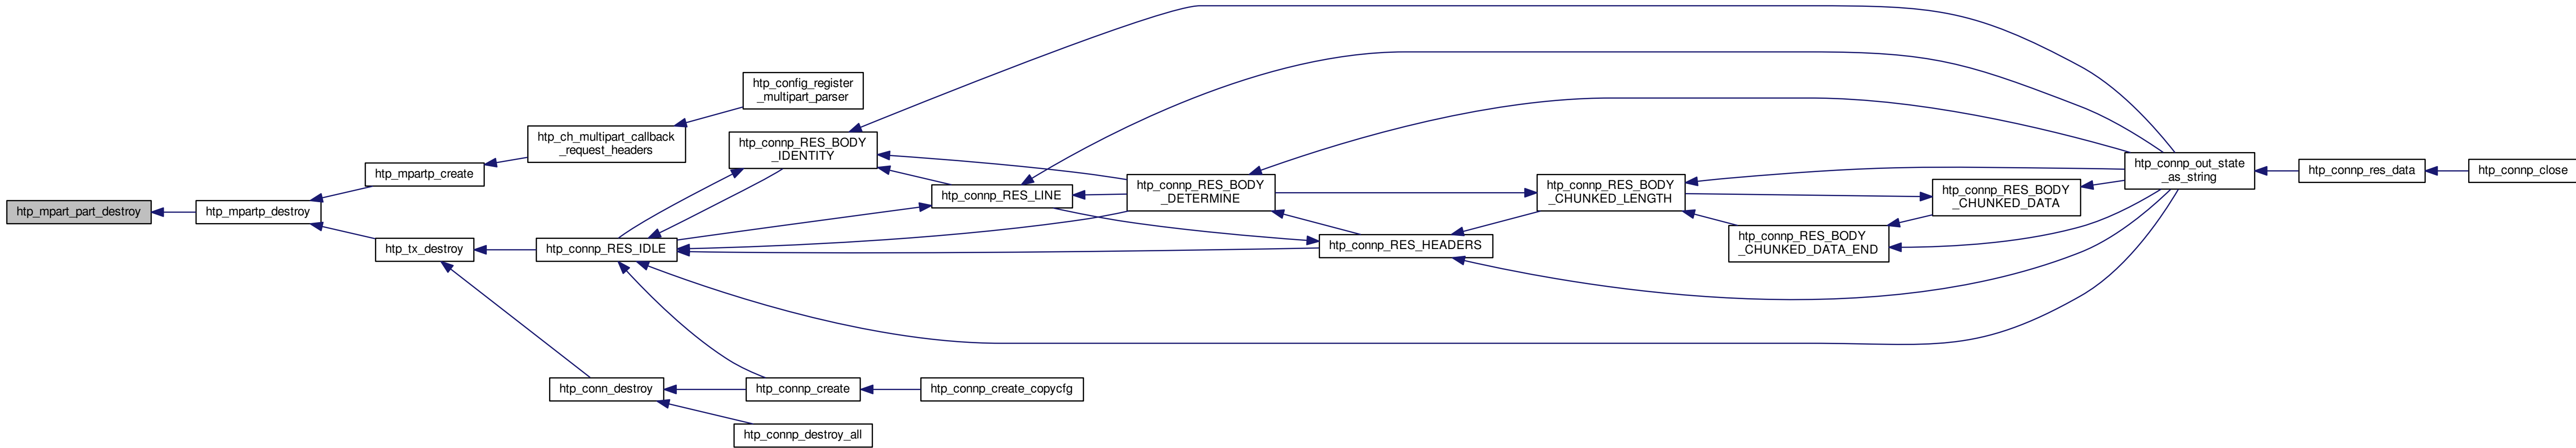 htp_mpart_part_destroy
htp_mpartp_destroy
htp_mpartp_create
htp_tx_destroy
htp_ch_multipart_callback
_request_headers
htp_config_register
_multipart_parser
htp_connp_RES_IDLE
htp_connp_RES_BODY
_IDENTITY
htp_connp_RES_LINE
htp_connp_RES_BODY
_DETERMINE
htp_connp_RES_HEADERS
htp_connp_RES_BODY
_CHUNKED_LENGTH
htp_connp_RES_BODY
_CHUNKED_DATA_END
htp_connp_RES_BODY
_CHUNKED_DATA
htp_connp_out_state
_as_string
htp_connp_res_data
htp_connp_close
htp_conn_destroy
htp_connp_create
htp_connp_create_copycfg
htp_connp_destroy_all